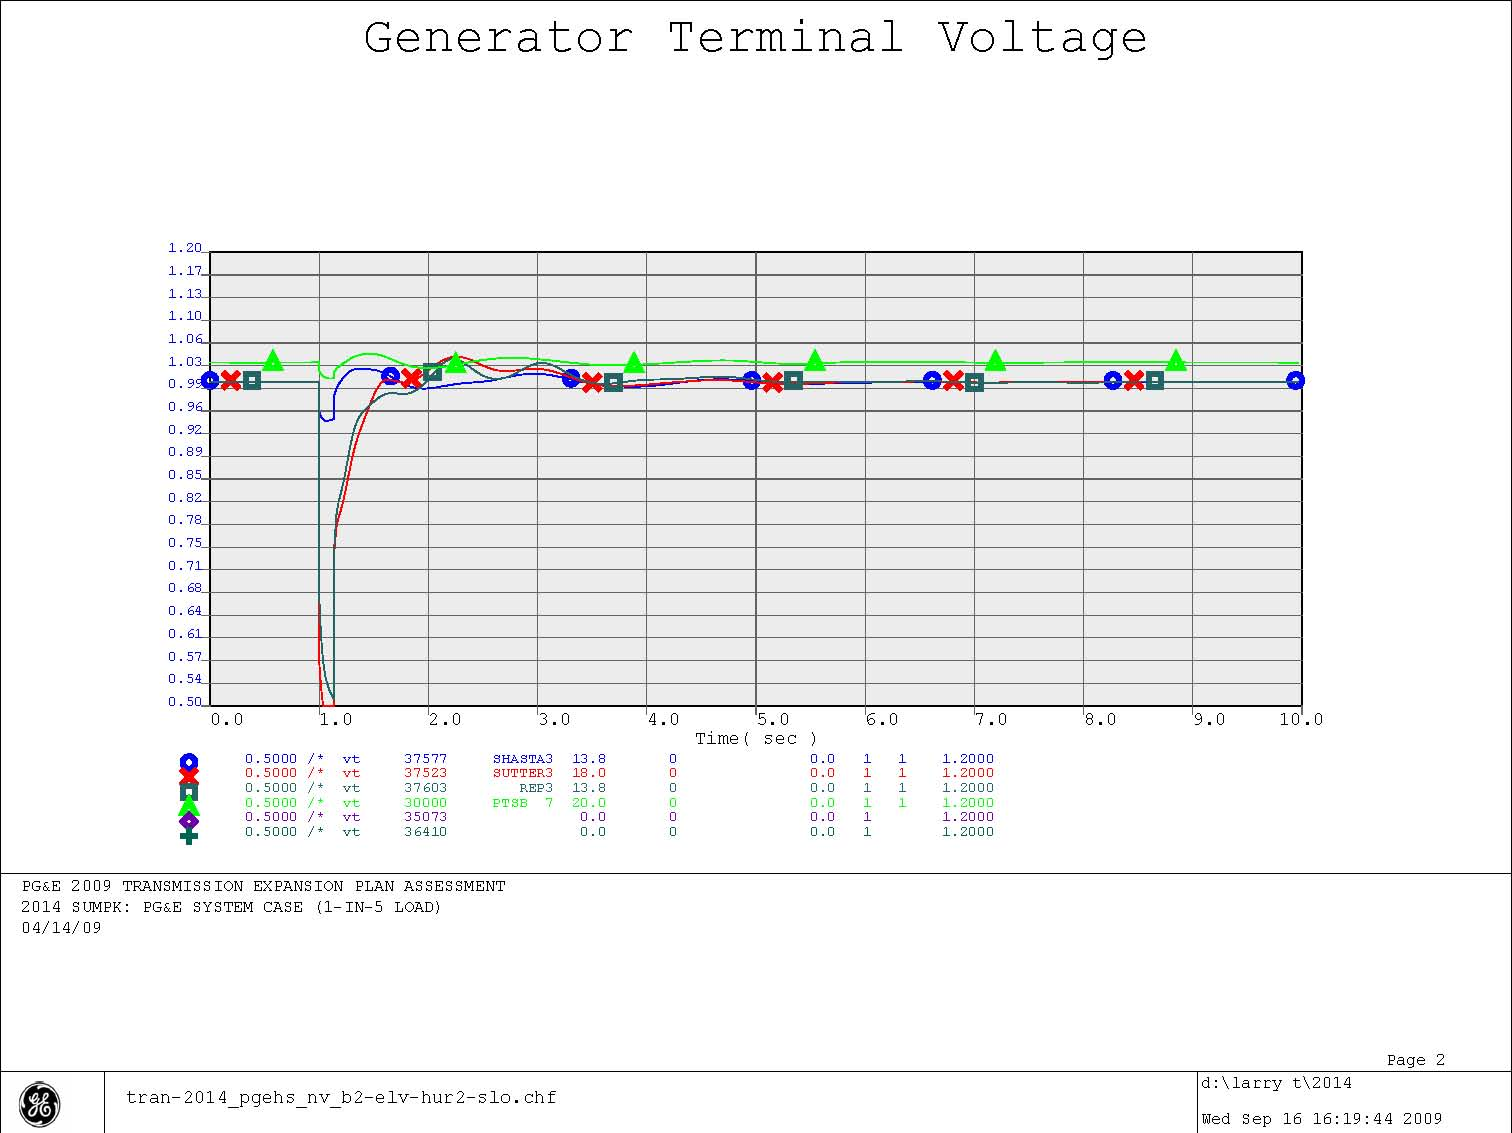 Generator Terminal Voltage
1.20
1.17
1.13
1.10
1.06
1.03
0.99
0.96
0.92
0.89
0.85
0.82
0.78
0.75
0.71
0.68
0.64
0.61
0.57
0.54
0.50
0.0 1.0 2.0 3.0 4.0 5.0 6.0 7.0 8.0 9.0 10.0
Time( sec )
0.5000 /* vt 37577 SHASTA3 13.8 0 0.0 1 1 1.2000
0.5000 /* vt 37523 SUTTER3 18.0 0 0.0 1 1 1.2000
0.5000 /* vt 37603 REP3 13.8 0 0.0 1 1 1.2000
0.5000 /* vt 30000 PTSB 7 20.0 0 0.0 1 1 1.2000
0.5000 /* vt 35073 0.0 0 0.0 1 1.2000
0.5000 /* vt 36410 0.0 0 0.0 1 1.2000
PG&E 2009 TRANSMISSION EXPANSION PLAN ASSESSMENT
2014 SUMPK: PG&E SYSTEM CASE (1-IN-5 LOAD)
04/14/09
Page 2
GE
tran-2014_pgehs_nv_b2-elv-hur2-slo.chf
d:\larry t\2014
Wed Sep 16 16:19:44 2009